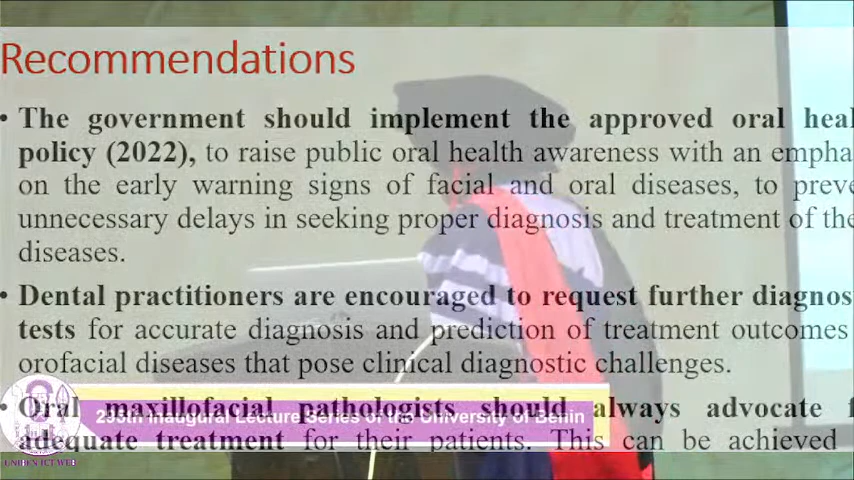 Recommendations
• The government should implement the approved oral heal
policy (2022), to raise public oral health awareness with an empha
on the early warning signs of facial and oral diseases, to preve
unnecessary delays in seeking proper diagnosis and treatment of the
diseases.
• Dental practitioners are encouraged to request further diagnos
tests for accurate diagnosis and prediction of treatment outcomes
orofacial diseases that pose clinical diagnostic challenges.
• Oral maxillofacial pathologists should always advocate f
295th Inaugural Lecture Series of the University of Benin
adequate treatment for their patients. This can be achieved
UNIBEN ICT WEB